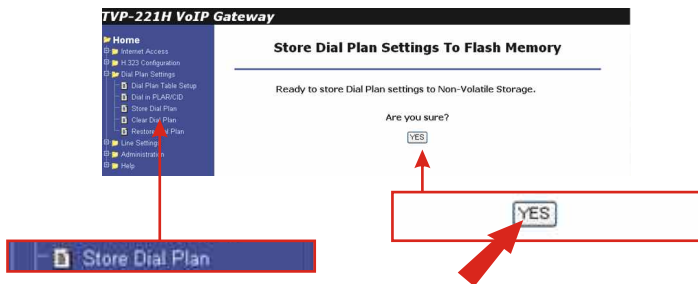 TVP-221H VoIP Gateway
Home
Internet Access
H.323 Configuration
Dial Plan Settings
Dial Plan Table Setup
Dial in PLAR/CID
Store Dial Plan
Clear Dial Plan
Restore Dial Plan
Line Settings
Administration
Help
Store Dial Plan Settings To Flash Memory
Ready to store Dial Plan settings to Non-Volatile Storage.
Are you sure?
YES
YES
Store Dial Plan